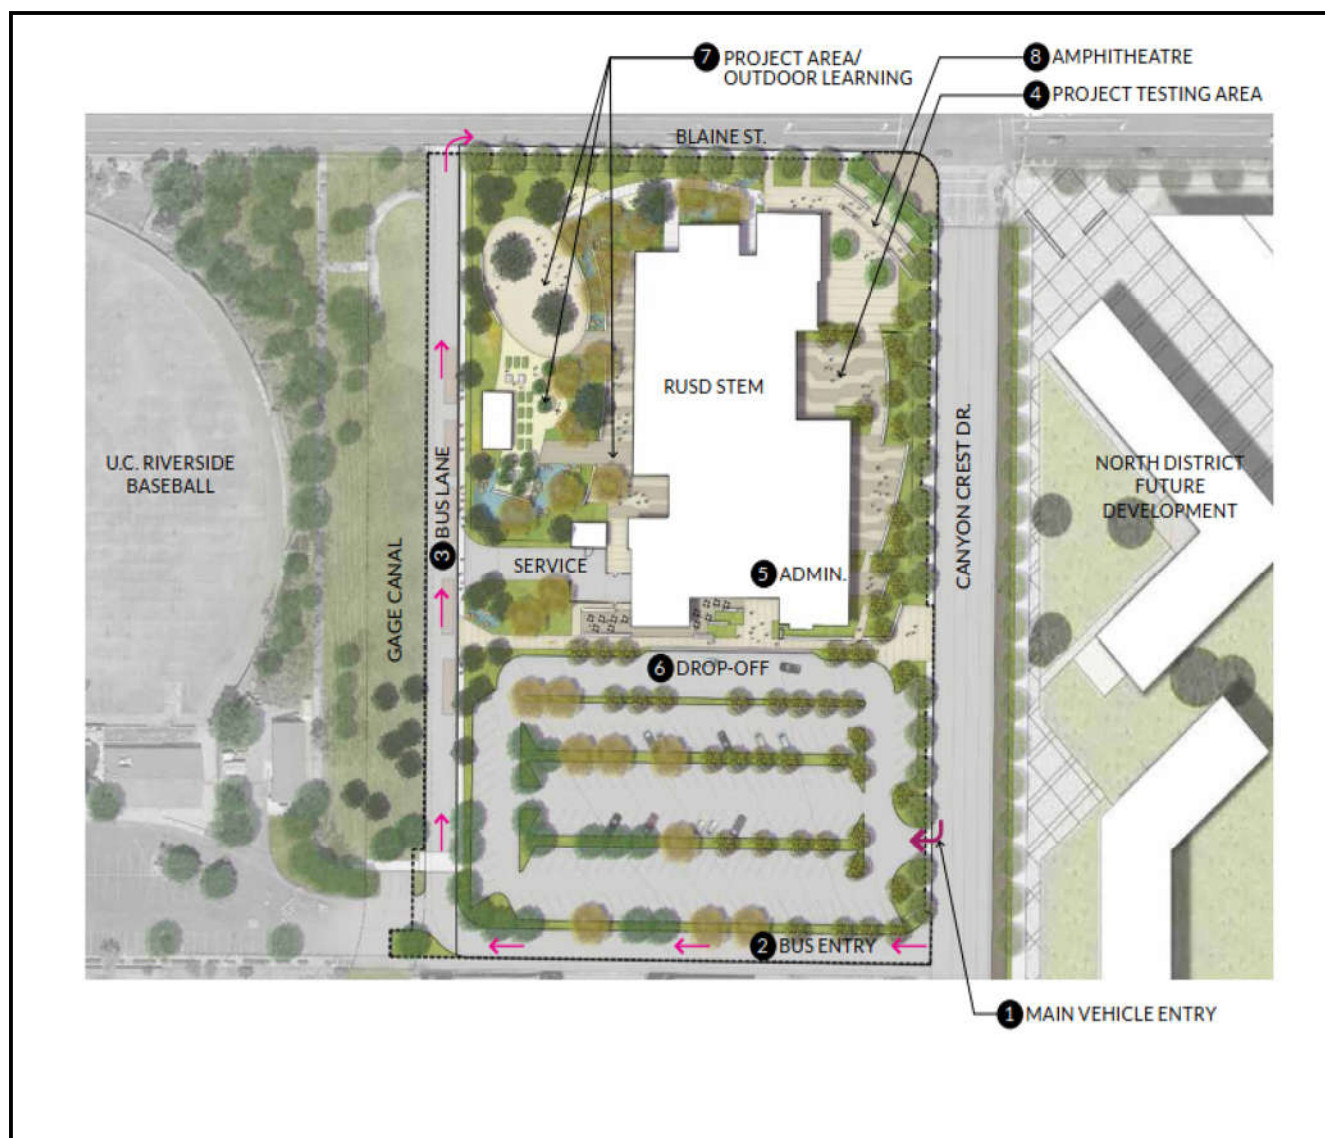 7 PROJECT AREA/
OUTDOOR LEARNING
8 AMPHITHEATRE
4 PROJECT TESTING AREA
BLAINE ST.
RUSD STEM
U.C. RIVERSIDE
BASEBALL
GAGE CANAL
3 BUS LANE
CANYON CREST DR.
NORTH DISTRICT
FUTURE
DEVELOPMENT
SERVICE
5 ADMIN.
6 DROP-OFF
2 BUS ENTRY
1 MAIN VEHICLE ENTRY